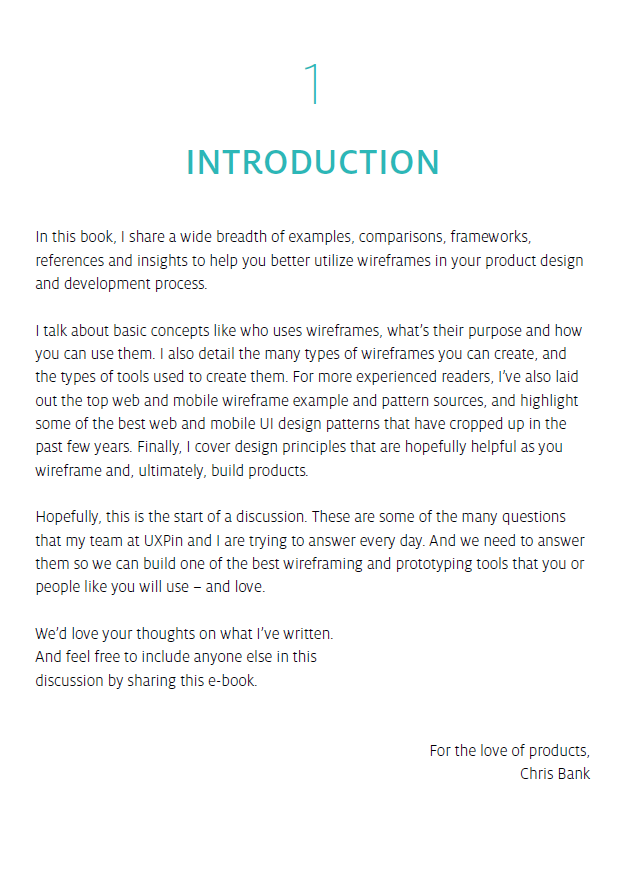 1
INTRODUCTION
In this book, I share a wide breadth of examples, comparisons, frameworks,
references and insights to help you better utilize wireframes in your product design
and development process.
I talk about basic concepts like who uses wireframes, what's their purpose and how
you can use them. I also detail the many types of wireframes you can create, and
the types of tools used to create them. For more experienced readers, I've also laid
out the top web and mobile wireframe example and pattern sources, and highlight
some of the best web and mobile UI design patterns that have cropped up in the
past few years. Finally, I cover design principles that are hopefully helpful as you
wireframe and, ultimately, build products.
Hopefully, this is the start of a discussion. These are some of the many questions
that my team at UXPin and I are trying to answer every day. And we need to answer
them so we can build one of the best wireframing and prototyping tools that you or
people like you will use – and love.
We'd love your thoughts on what I've written.
And feel free to include anyone else in this
discussion by sharing this e-book.
For the love of products,
Chris Bank